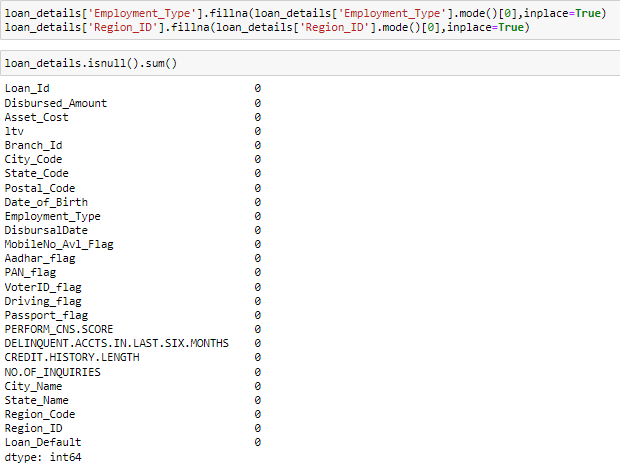 loan_details['Employment_Type'].fillna(loan_details['Employment_Type'].mode()[0],inplace=True)
loan_details['Region_ID'].fillna(loan_details['Region_ID'].mode()[0],inplace=True)
loan_details.isnull().sum()
Loan_Id 0
Disbursed_Amount 0
Asset_Cost 0
ltv 0
Branch_Id 0
City_Code 0
State_Code 0
Postal_Code 0
Date_of_Birth 0
Employment_Type 0
DisbursalDate 0
MobileNo_Avl_Flag 0
Aadhar_flag 0
PAN_flag 0
VoterID_flag 0
Driving_flag 0
Passport_flag 0
PERFORM_CNS.SCORE 0
DELINQUENT.ACCTS.IN.LAST.SIX.MONTHS 0
CREDIT.HISTORY.LENGTH 0
NO.OF_INQUIRIES 0
City_Name 0
State_Name 0
Region_Code 0
Region_ID 0
Loan_Default 0
dtype: int64